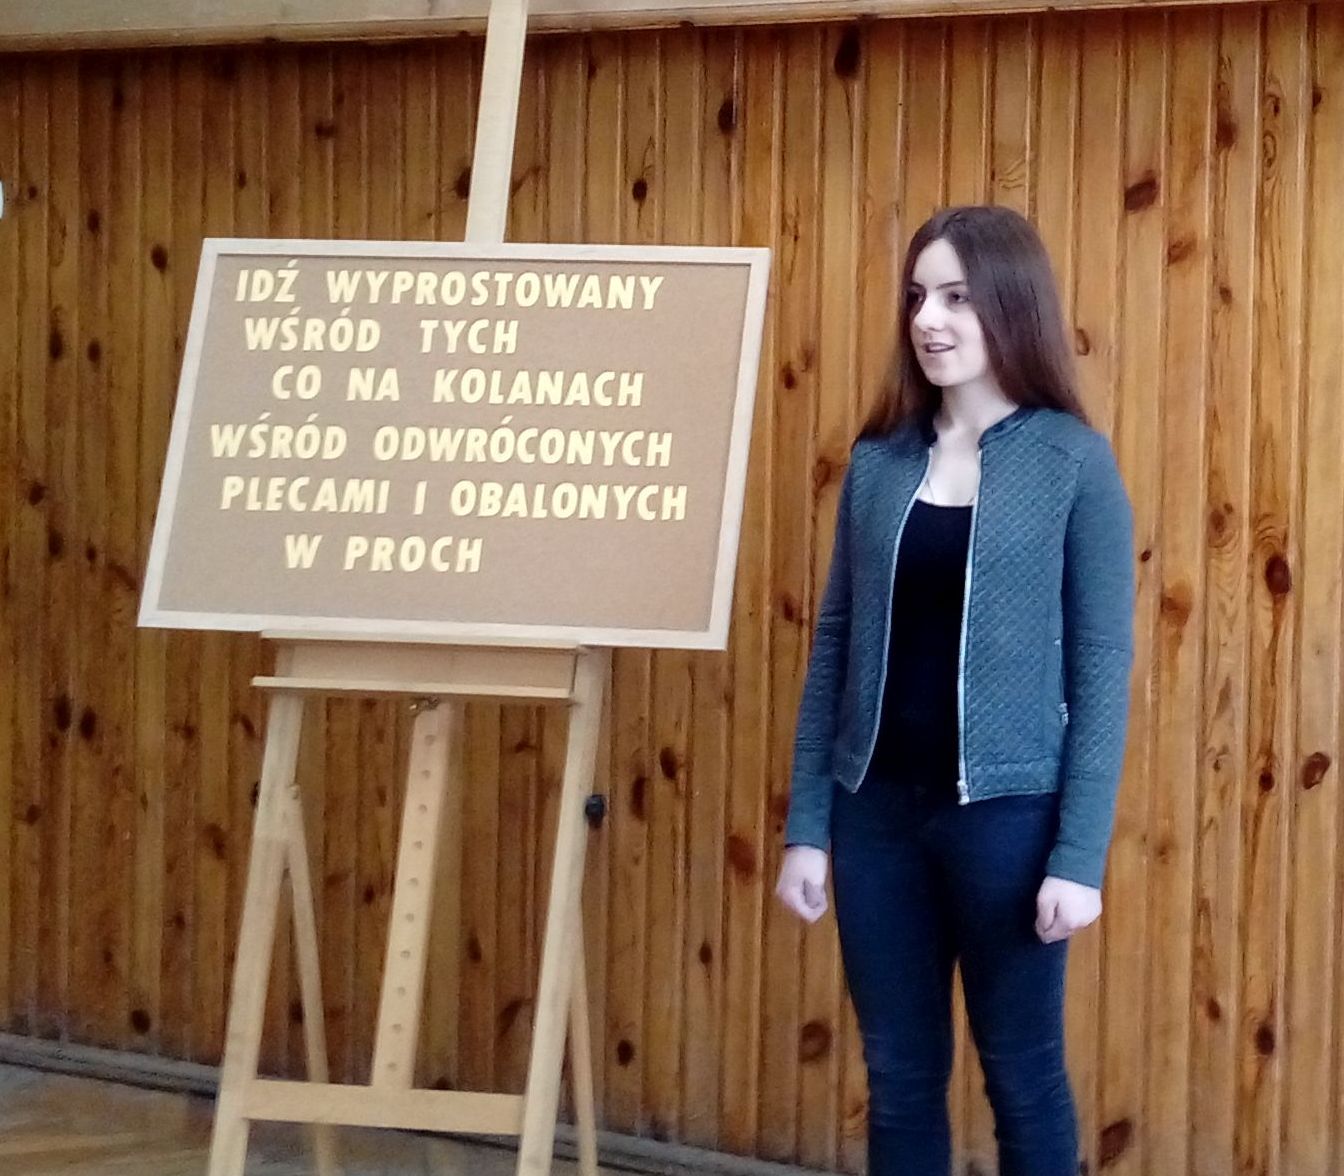 IDŹ WYPROSTOWANY
WŚRÓD TYCH
CO NA KOLANACH
WŚRÓD ODWRÓCONYCH
PLECAMI I OBALONYCH
W PROCH